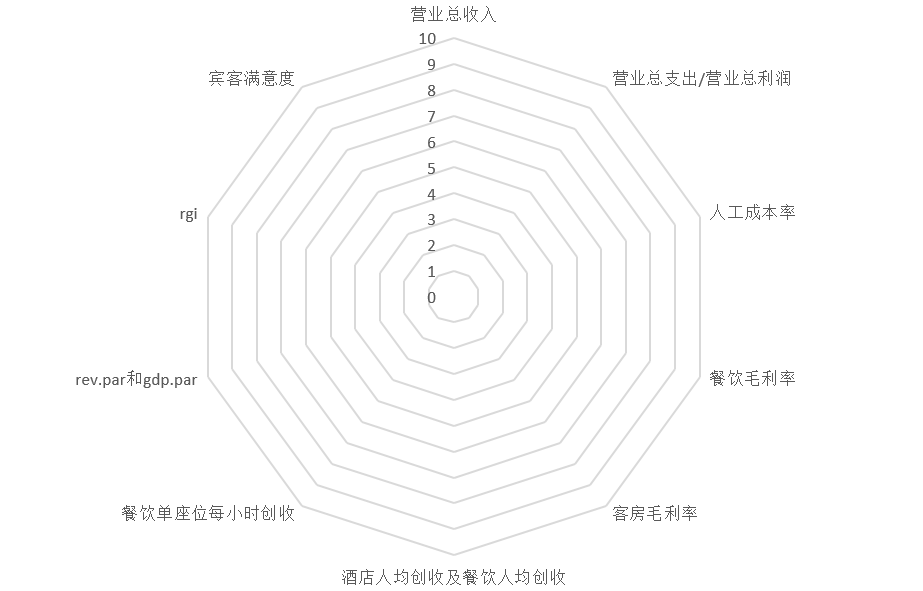 营业总收入
10
9
8
7
6
5
4
3
2
1
0
营业总支出/营业总利润
人工成本率
餐饮毛利率
客房毛利率
酒店人均创收及餐饮人均创收
餐饮单座位每小时创收
rev.par和gdp.par
rgi
宾客满意度